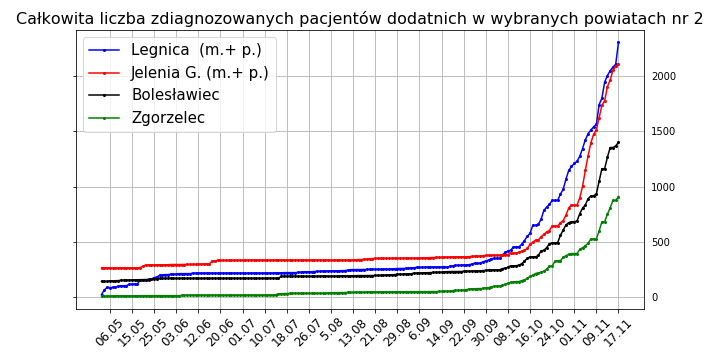 Całkowita liczba zdiagnozowanych pacjentów dodatnich w wybranych powiatach nr 2
Legnica (m.+ p.)
Jelenia G. (m.+ p.)
Bolesławiec
Zgorzelec
2000
1500
1000
500
0
06.05 15.05 25.05 03.06 12.06 20.06 01.07 10.07 18.07 26.07 5.08 13.08 21.08 29.08 6.09 14.09 22.09 30.09 08.10 16.10 24.10 01.11 09.11 17.11